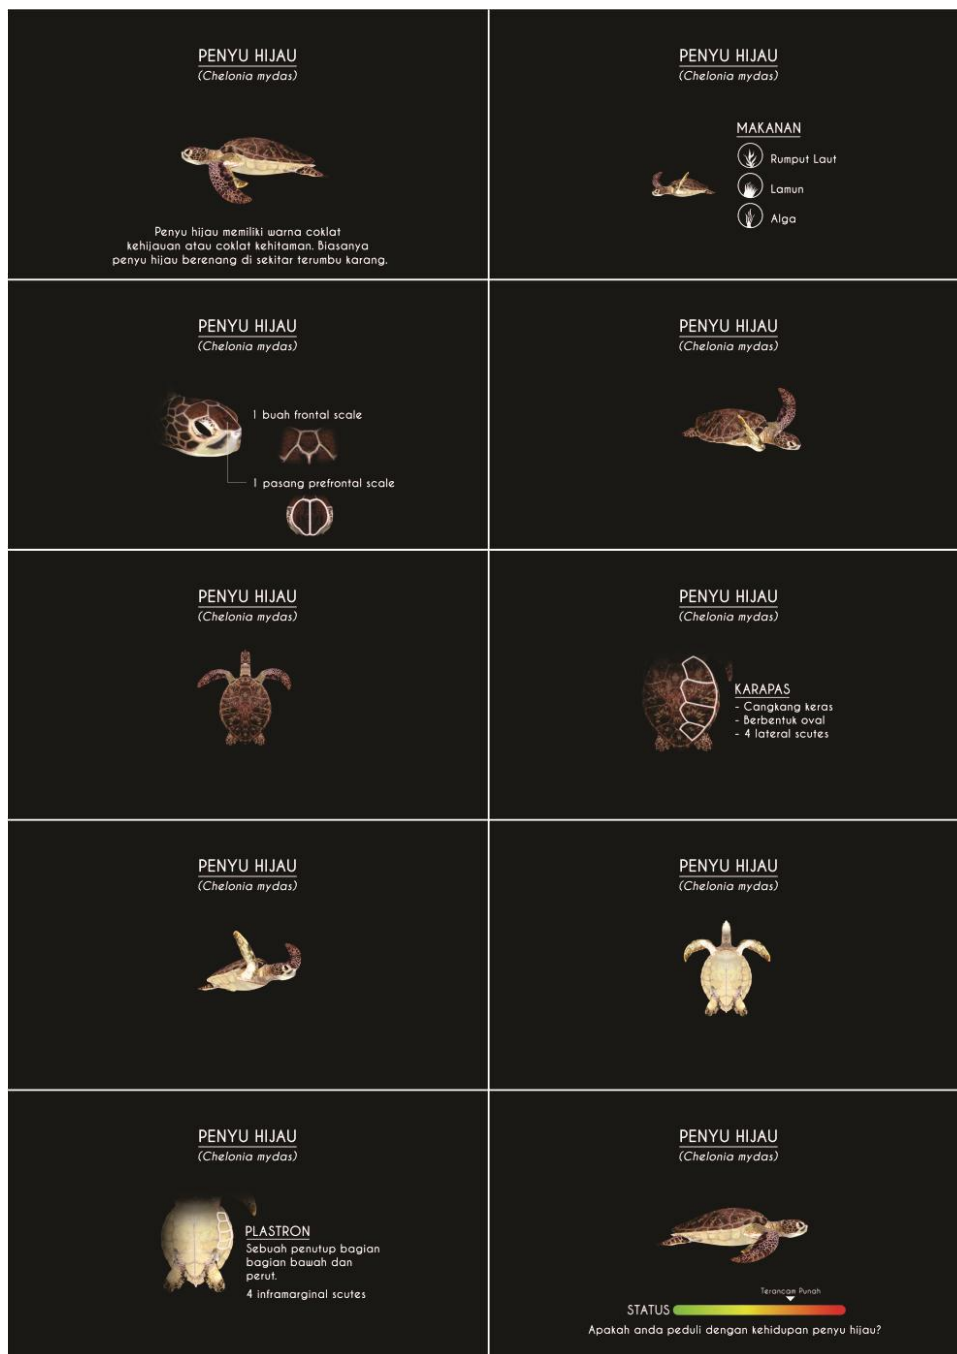 PENYU HIJAU
(Chelonia mydas)
Penyu hijau memiliki warna coklat
kehijauan atau coklat kehitaman. Biasanya
penyu hijau berenang di sekitar terumbu karang.
PENYU HIJAU
(Chelonia mydas)
MAKANAN
Rumput Laut
Lamun
Alga
PENYU HIJAU
(Chelonia mydas)
1 buah frontal scale
1 pasang prefrontal scale
PENYU HIJAU
(Chelonia mydas)
PENYU HIJAU
(Chelonia mydas)
PENYU HIJAU
(Chelonia mydas)
KARAPAS
- Cangkang keras
- Berbentuk oval
- 4 lateral scutes
PENYU HIJAU
(Chelonia mydas)
PENYU HIJAU
(Chelonia mydas)
PENYU HIJAU
(Chelonia mydas)
PLASTRON
Sebuah penutup bagian
bagian bawah dan
perut.
4 inframarginal scutes
PENYU HIJAU
(Chelonia mydas)
Terancam Punah
STATUS
Apakah anda peduli dengan kehidupan penyu hijau?